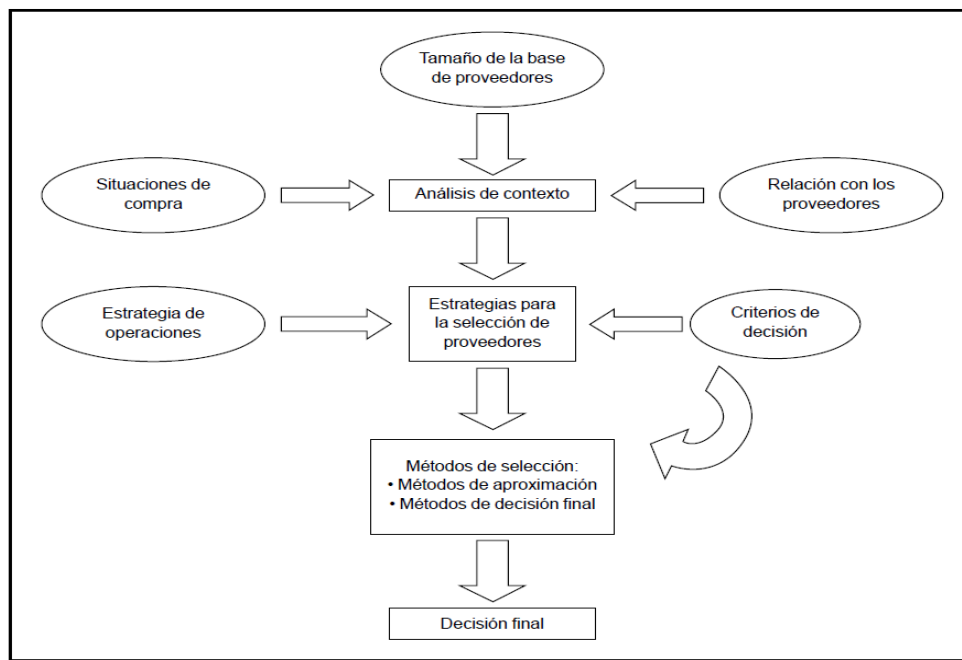 Tamaño de la base
de proveedores
Situaciones de
compra
Análisis de contexto
Relación con los
proveedores
Estrategia de
operaciones
Estrategias para
la selección de
proveedores
Criterios de
decisión
Métodos de selección:
• Métodos de aproximación
• Métodos de decisión final
Decisión final